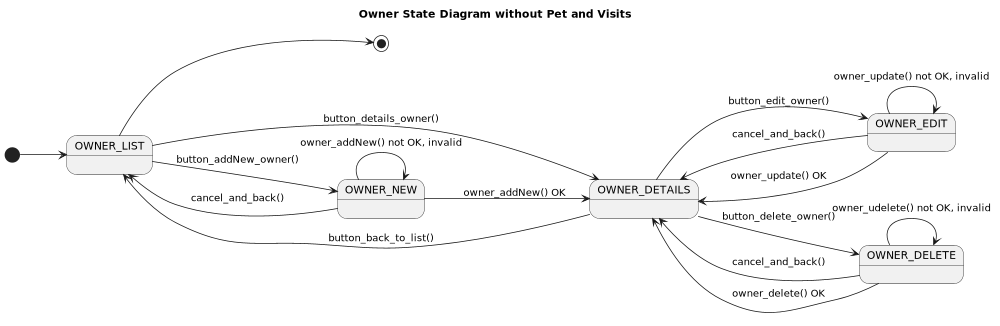 Owner State Diagram without Pet and Visits
owner_update() not OK, invalid
button_edit_owner()
button_details_owner()
OWNER_EDIT
cancel_and_back()
owner_addNew() not OK, invalid
OWNER_LIST
button_addNew_owner()
owner_update() OK
OWNER_NEW
OWNER_DETAILS
owner_addNew() OK
cancel_and_back()
owner_udelete() not OK, invalid
button_delete_owner()
button_back_to_list()
OWNER_DELETE
cancel_and_back()
owner_delete() OK